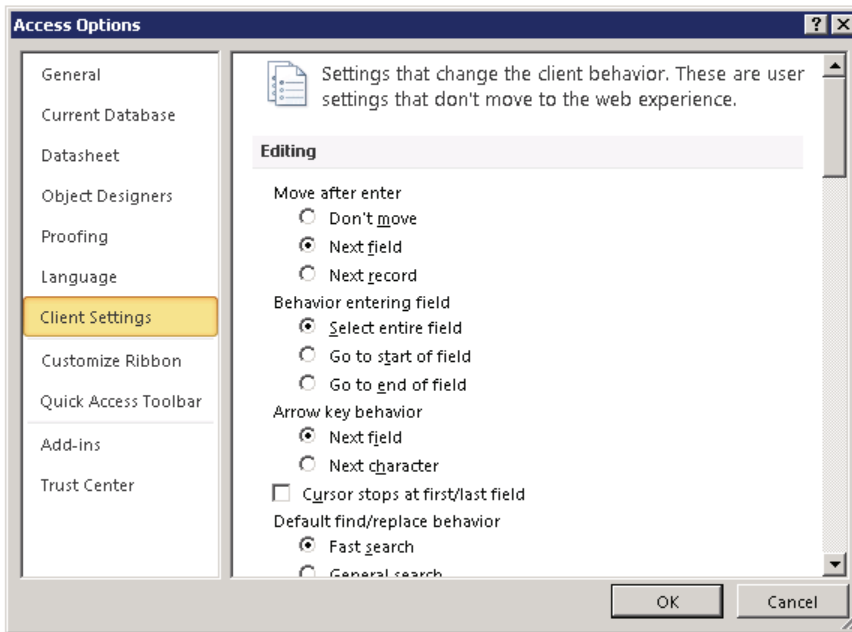 Access Options
General
Current Database
Datasheet
Object Designers
Proofing
Language
Client Settings
Customize Ribbon
Quick Access Toolbar
Add-ins
Trust Center
Settings that change the client behavior. These are user
settings that don't move to the web experience.
Editing
Move after enter
Don't move
Next field
Next record
Behavior entering field
Select entire field
Go to start of field
Go to end of field
Arrow key behavior
Next field
Next character
Cursor stops at first/last field
Default find/replace behavior
Fast search
General search
OK
Cancel